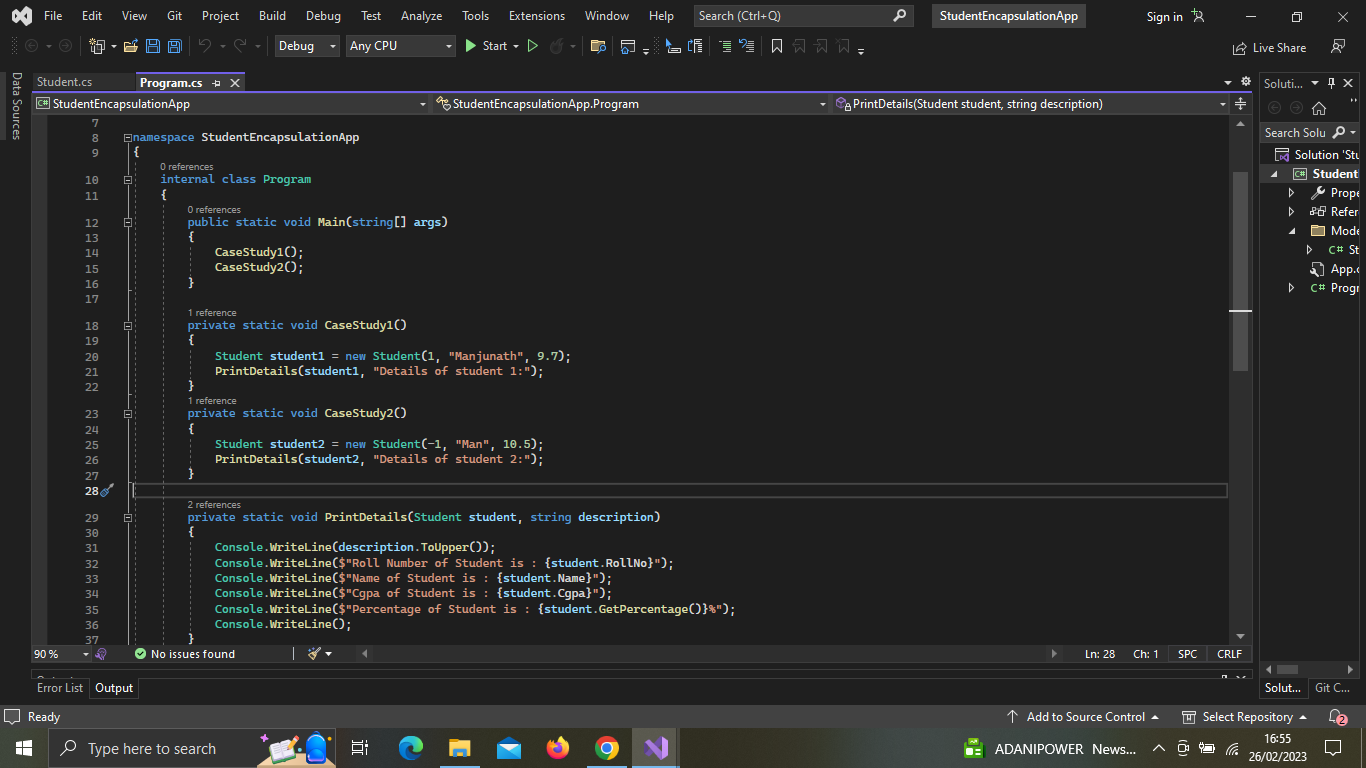 File Edit View Git Project Build Debug Test Analyze Tools Extensions Window Help Search (Ctrl+Q) StudentEncapsulationApp Sign in
Debug Any CPU Start Live Share
Data Sources
Student.cs Program.cs Soluti...
StudentEncapsulationApp StudentEncapsulationApp.Program PrintDetails(Student student, string description)
Search Solu
Solution 'Stu
Student
Prope
Refer
Mode
C# St
App.c
C# Progr
7
8 namespace StudentEncapsulationApp
9 {
0 references
10 internal class Program
11 {
0 references
12 public static void Main(string[] args)
13 {
14 CaseStudy1();
15 CaseStudy2();
16 }
17
1 reference
18 private static void CaseStudy1()
19 {
20 Student student1 = new Student(1, "Manjunath", 9.7);
21 PrintDetails(student1, "Details of student 1:");
22 }
1 reference
23 private static void CaseStudy2()
24 {
25 Student student2 = new Student(-1, "Man", 10.5);
26 PrintDetails(student2, "Details of student 2:");
27 }
28
2 references
29 private static void PrintDetails(Student student, string description)
30 {
31 Console.WriteLine(description.ToUpper());
32 Console.WriteLine($"Roll Number of Student is : {student.RollNo}");
33 Console.WriteLine($"Name of Student is : {student.Name}");
34 Console.WriteLine($"Cgpa of Student is : {student.Cgpa}");
35 Console.WriteLine($"Percentage of Student is : {student.GetPercentage()}%");
36 Console.WriteLine();
37 }
90 % No issues found Ln: 28 Ch: 1 SPC CRLF
Error List Output Solut... Git C...
Ready Add to Source Control Select Repository 2
Type here to search ADANIPOWER News... 16:55
26/02/2023